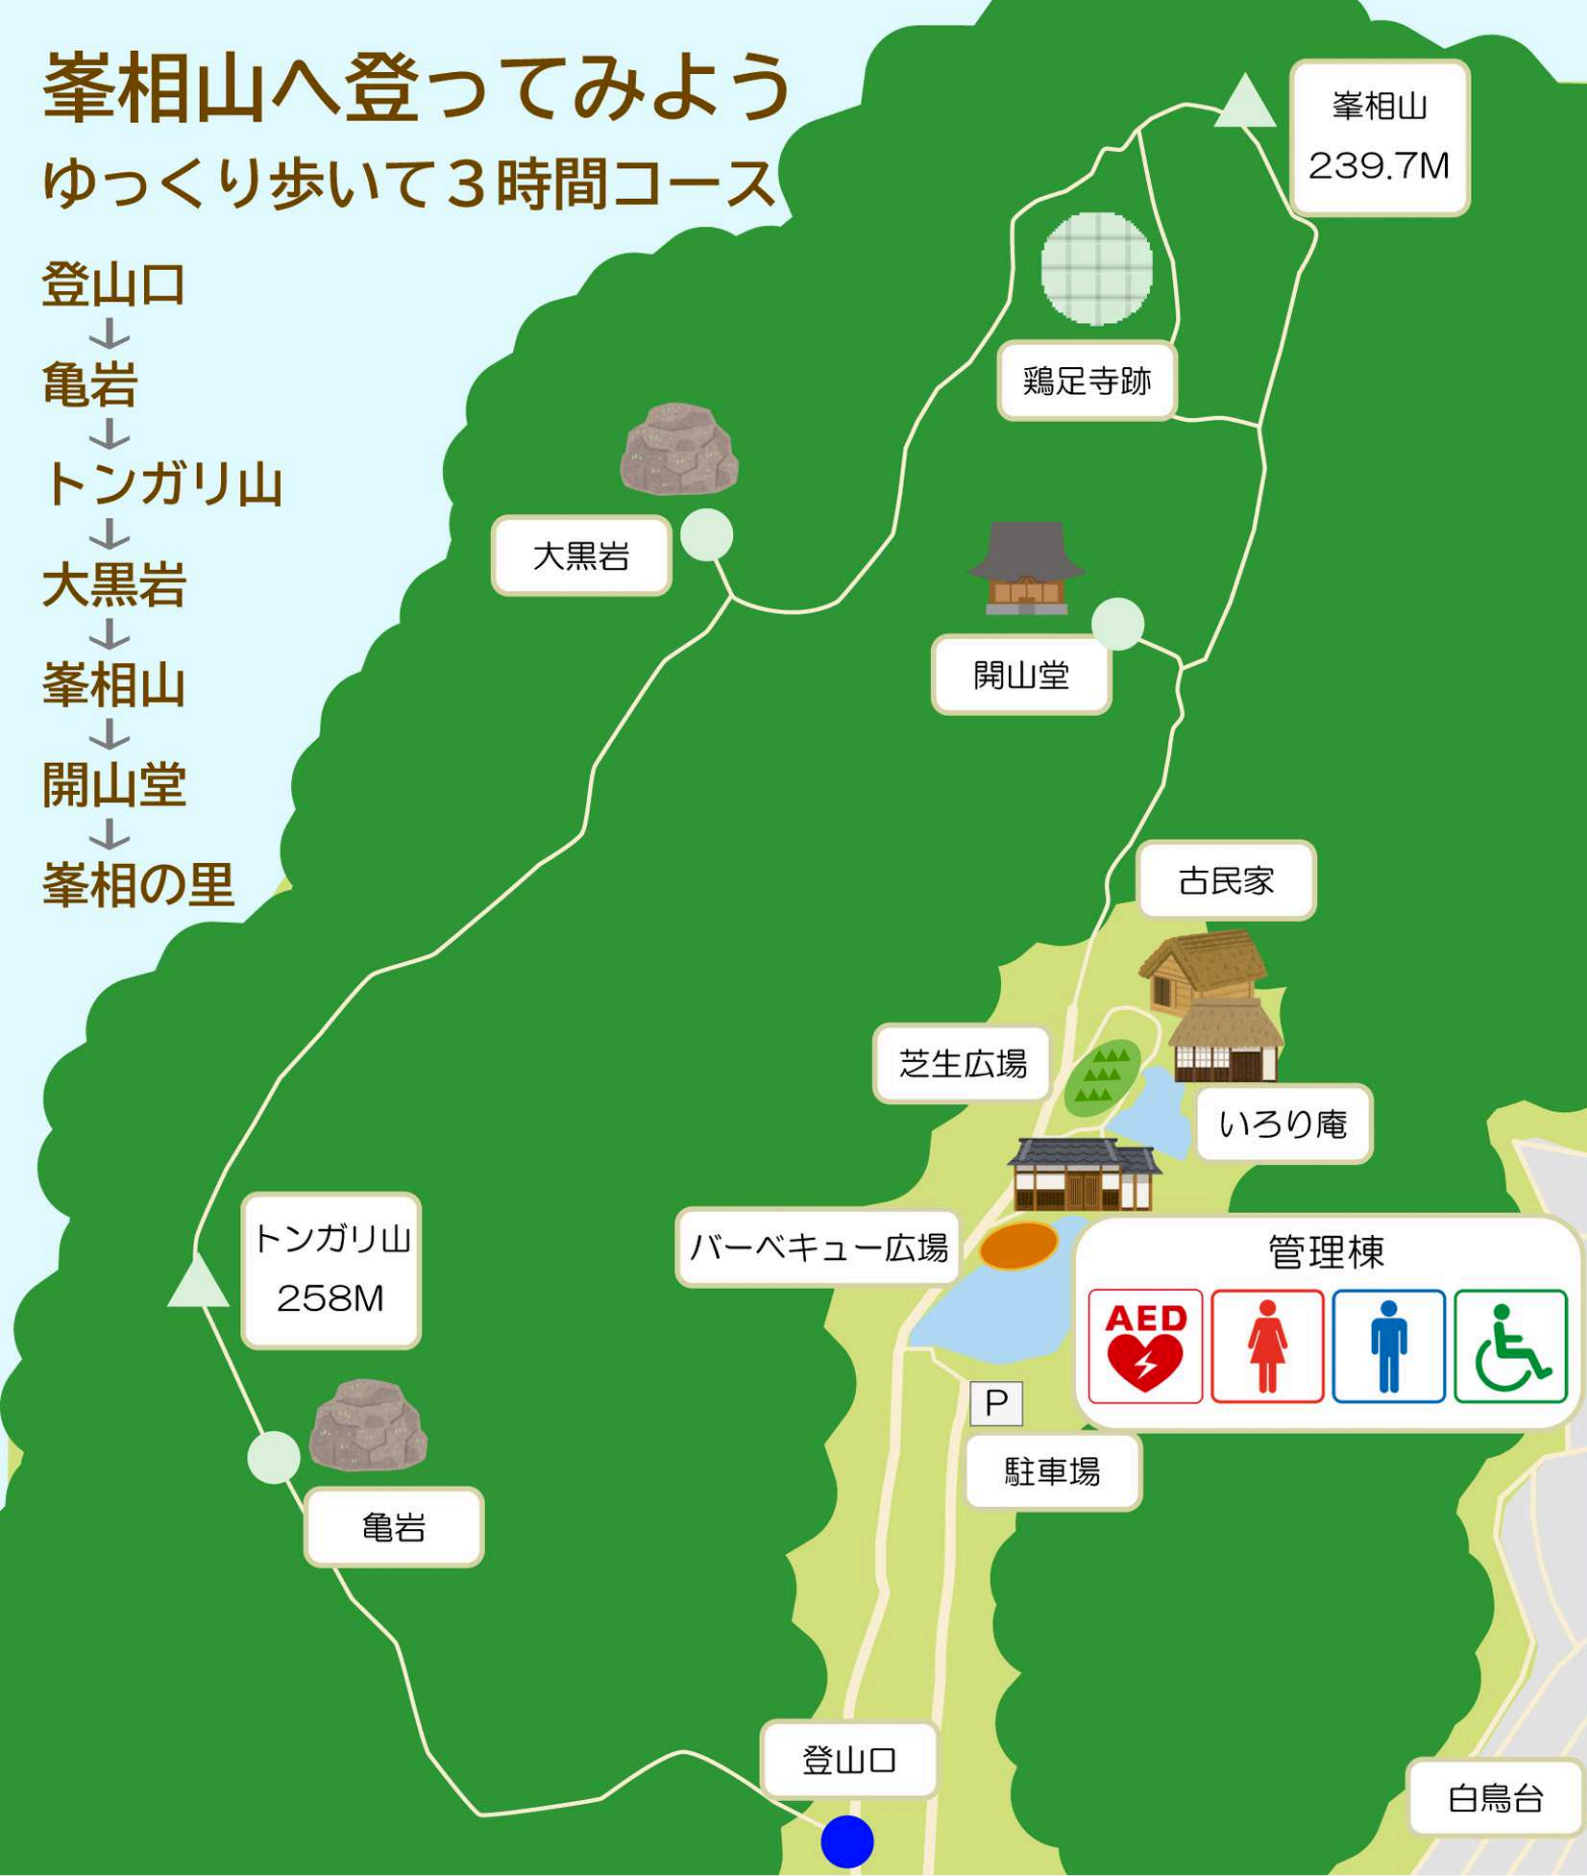 峯相山へ登ってみよう
ゆっくり歩いて３時間コース
登山口
↓
亀岩
↓
トンガリ山
↓
大黒岩
↓
峯相山
↓
開山堂
↓
峯相の里
峯相山
239.7M
鶏足寺跡
大黒岩
開山堂
古民家
芝生広場
いろり庵
バーベキュー広場
管理棟
AED
トンガリ山
258M
P
駐車場
亀岩
登山口
白鳥台